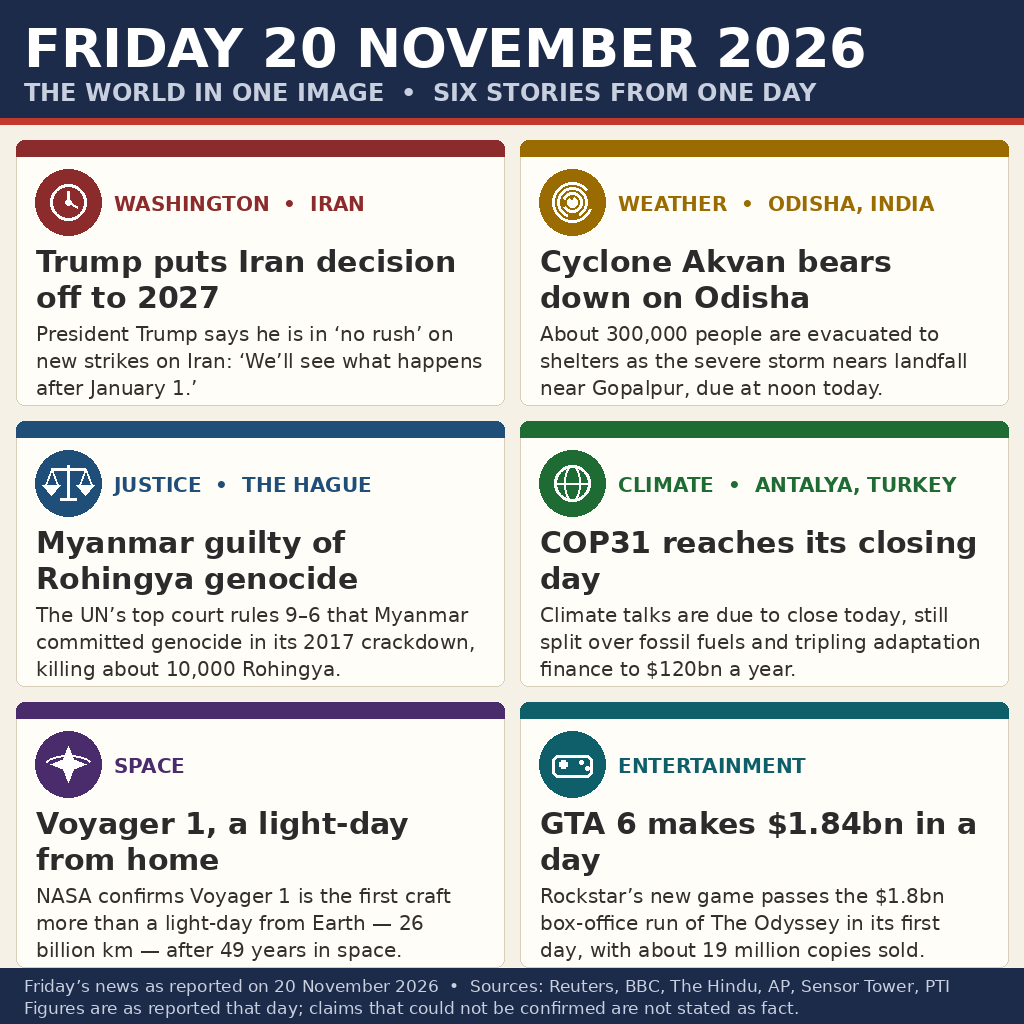 FRIDAY 20 NOVEMBER 2026
THE WORLD IN ONE IMAGE • SIX STORIES FROM ONE DAY
WASHINGTON • IRAN
Trump puts Iran decision
off to 2027
President Trump says he is in ‘no rush’ on
new strikes on Iran: ‘We’ll see what happens
after January 1.’
WEATHER • ODISHA, INDIA
Cyclone Akvan bears
down on Odisha
About 300,000 people are evacuated to
shelters as the severe storm nears landfall
near Gopalpur, due at noon today.
JUSTICE • THE HAGUE
Myanmar guilty of
Rohingya genocide
The UN’s top court rules 9–6 that Myanmar
committed genocide in its 2017 crackdown,
killing about 10,000 Rohingya.
CLIMATE • ANTALYA, TURKEY
COP31 reaches its closing
day
Climate talks are due to close today, still
split over fossil fuels and tripling adaptation
finance to $120bn a year.
SPACE
Voyager 1, a light-day
from home
NASA confirms Voyager 1 is the first craft
more than a light-day from Earth — 26
billion km — after 49 years in space.
ENTERTAINMENT
GTA 6 makes $1.84bn in a
day
Rockstar’s new game passes the $1.8bn
box-office run of The Odyssey in its first
day, with about 19 million copies sold.
Friday’s news as reported on 20 November 2026 • Sources: Reuters, BBC, The Hindu, AP, Sensor Tower, PTI
Figures are as reported that day; claims that could not be confirmed are not stated as fact.